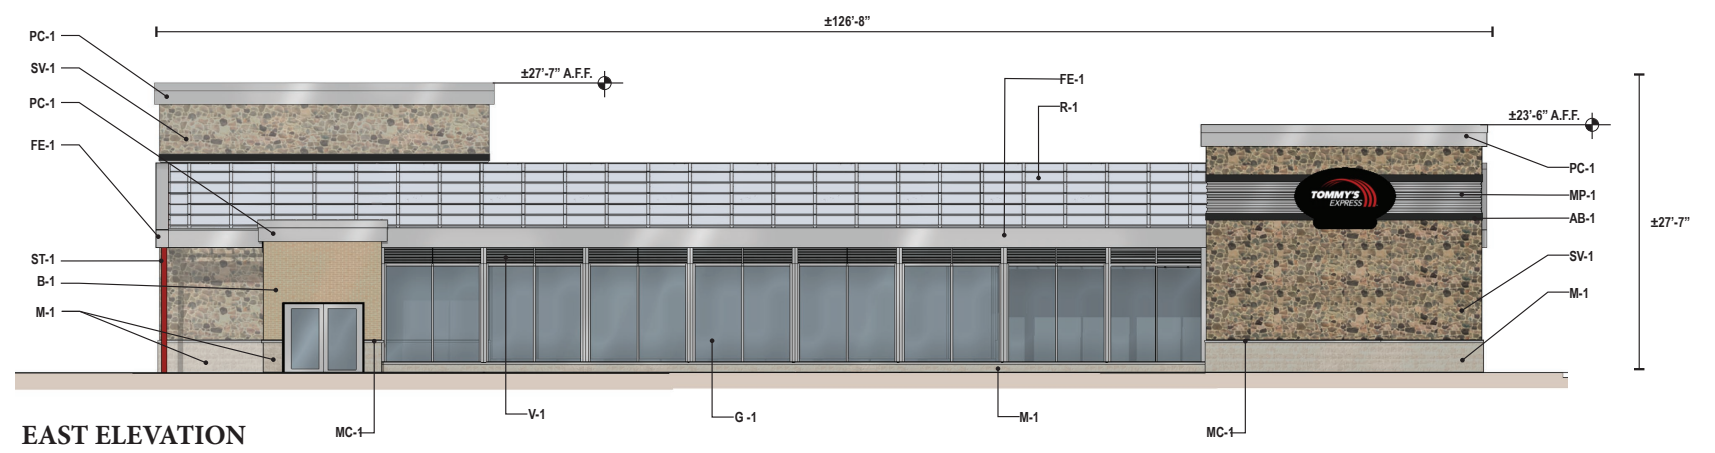 ±126'-8"
PC-1
SV-1
PC-1
FE-1
±27'-7" A.F.F.
FE-1
R-1
±23'-6" A.F.F.
PC-1
MP-1
AB-1
±27'-7"
TOMMY'S
EXPRESS
ST-1
B-1
M-1
SV-1
M-1
V-1
G -1
M-1
MC-1
MC-1
EAST ELEVATION